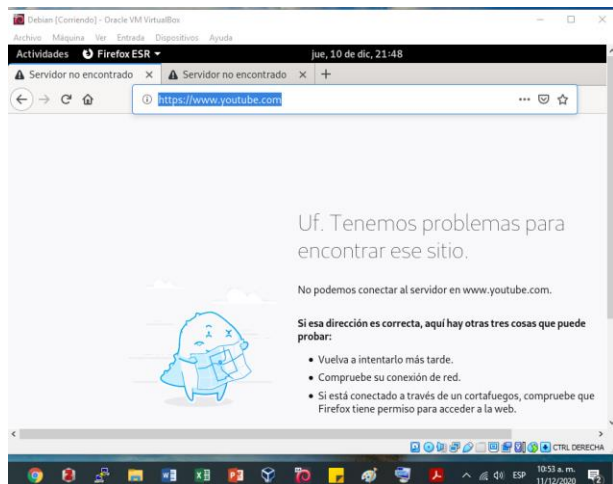 Debian [Corriendo] - Oracle VM VirtualBox
Archivo Máquina Ver Entrada Dispositivos Ayuda
Actividades Firefox ESR jue, 10 de dic, 21:48
Servidor no encontrado Servidor no encontrado
https://www.youtube.com
Uf. Tenemos problemas para
encontrar ese sitio.
No podemos conectar al servidor en www.youtube.com.
Si esa dirección es correcta, aquí hay otras tres cosas que puede
probar:
• Vuelva a intentarlo más tarde.
• Compruebe su conexión de red.
• Si está conectado a través de un cortafuegos, compruebe que
Firefox tiene permiso para acceder a la web.
CTRL DERECHA
ESP 10:53 a. m.
11/12/2020